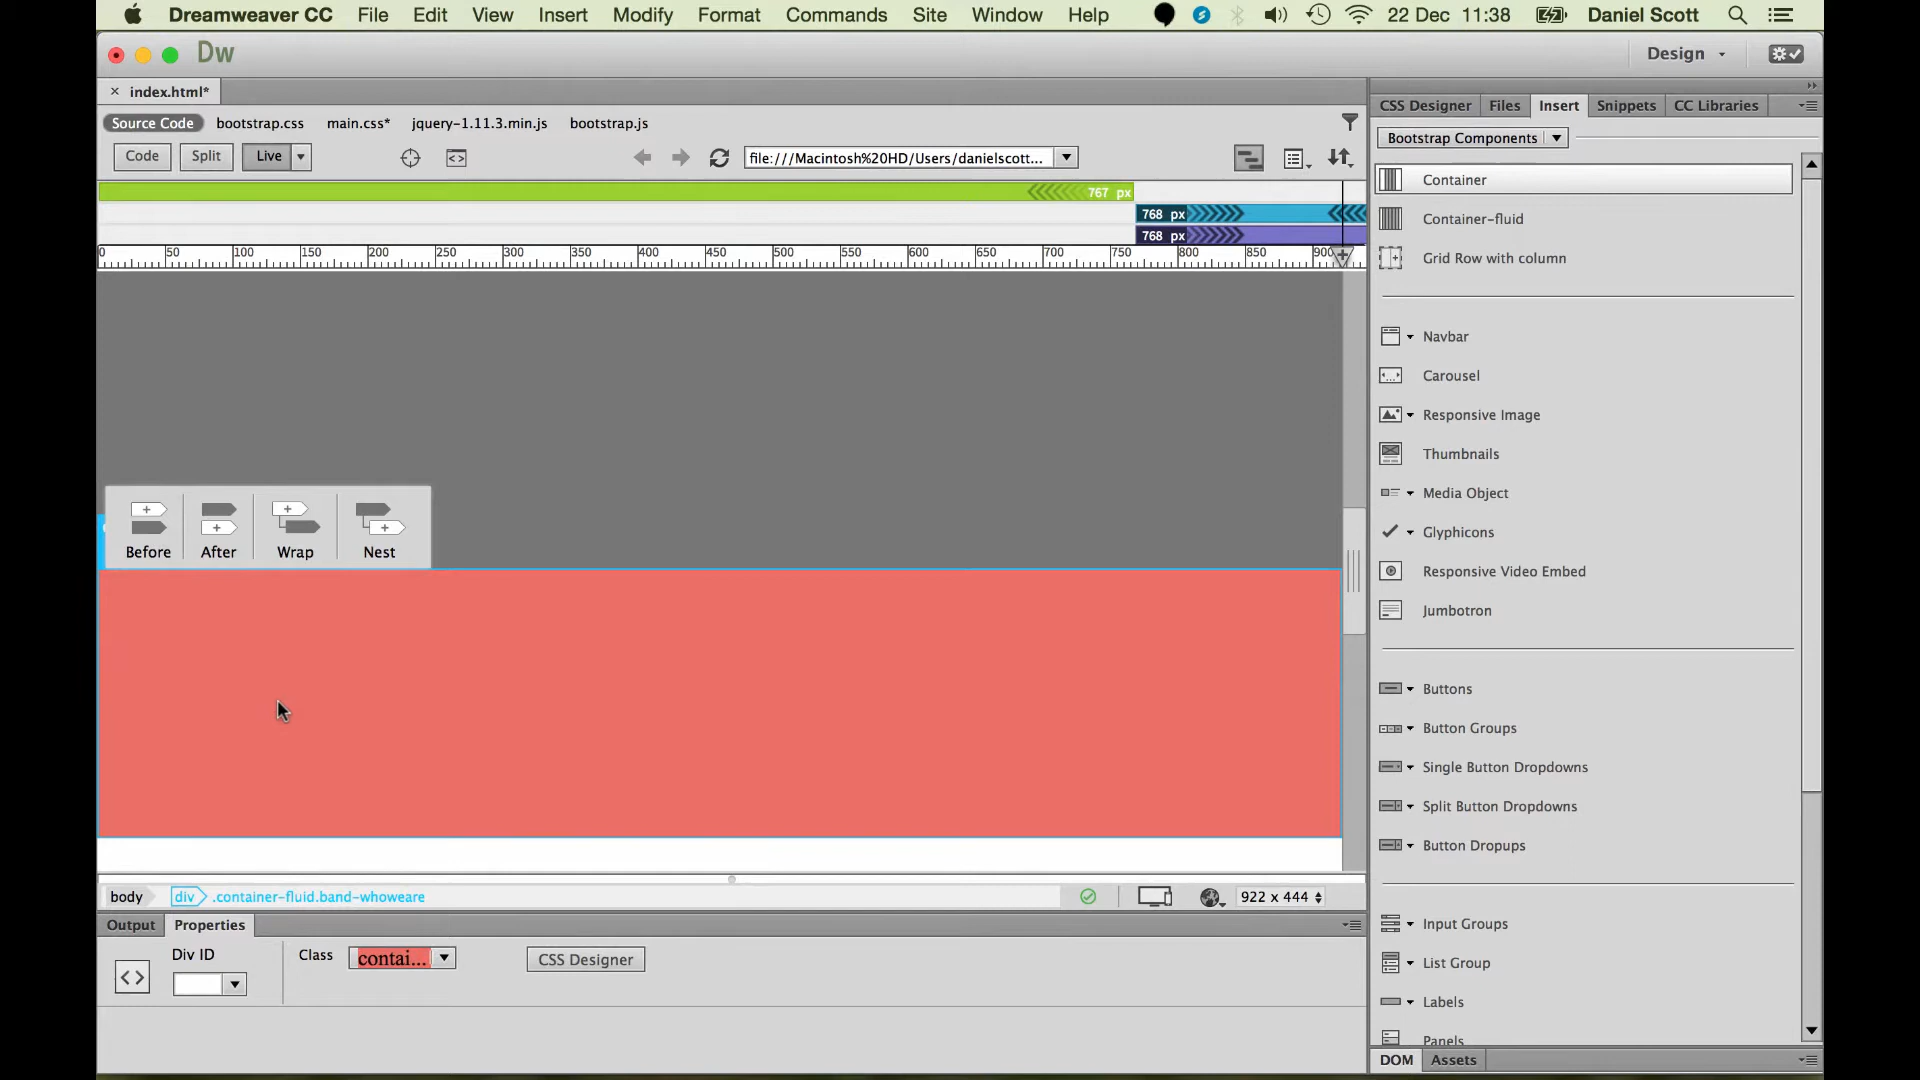 Dreamweaver CC File Edit View Insert Modify Format Commands Site Window Help 22 Dec 11:38 Daniel Scott
Dw Design
index.html*
Source Code bootstrap.css main.css* jquery-1.11.3.min.js bootstrap.js
Code Split Live file:///Macintosh%20HD/Users/danielscott...
767 px
768 px
768 px
0 50 100 150 200 250 300 350 400 450 500 550 600 650 700 750 800 850 900
Before After Wrap Nest
body div .container-fluid.band-whoweare 922 x 444
Output Properties
Div ID Class contai... CSS Designer
CSS Designer Files Insert Snippets CC Libraries
Bootstrap Components
Container
Container-fluid
Grid Row with column
Navbar
Carousel
Responsive Image
Thumbnails
Media Object
Glyphicons
Responsive Video Embed
Jumbotron
Buttons
Button Groups
Single Button Dropdowns
Split Button Dropdowns
Button Dropups
Input Groups
List Group
Labels
Panels
DOM Assets